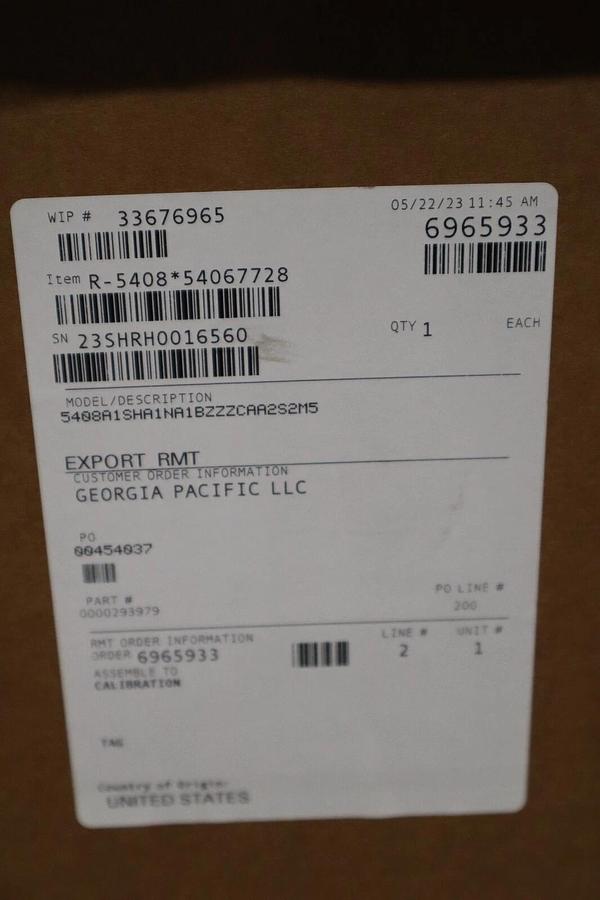 WIP # 33676965
05/22/23 11:45 AM
6965933
Item R-5408*54067728
SN 23SHRH0016560
QTY 1 EACH
MODEL/DESCRIPTION
5408A1SHA1NA1BZZZCAA2S2M5
EXPORT RMT
CUSTOMER ORDER INFORMATION
GEORGIA PACIFIC LLC
PO
00454037
PART #
0000293979
PO LINE #
200
RMT ORDER INFORMATION
ORDER 6965933
LINE #
2
UNIT #
1
ASSEMBLE TO
CALIBRATION
TAG
Country of Origin:
UNITED STATES